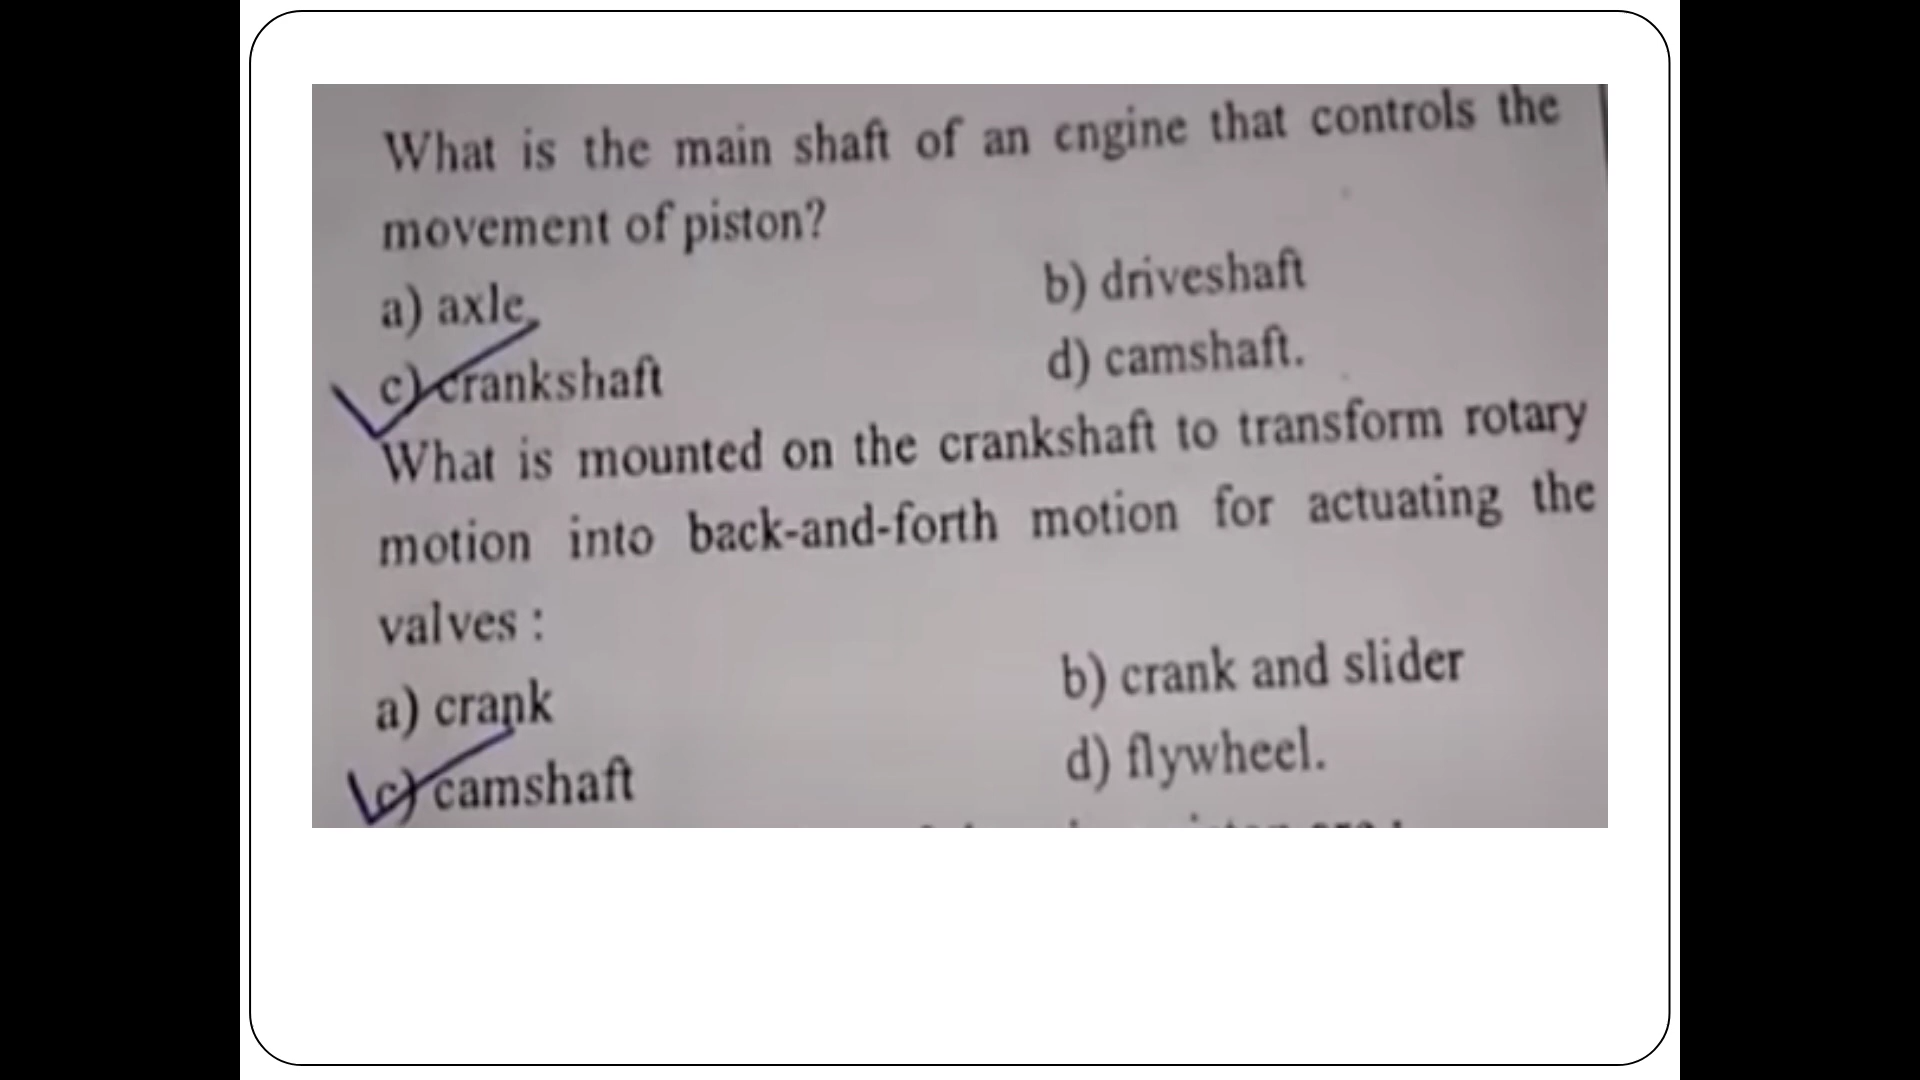 What is the main shaft of an engine that controls the
movement of piston?
a) axle b) driveshaft
c) crankshaft d) camshaft.
What is mounted on the crankshaft to transform rotary
motion into back-and-forth motion for actuating the
valves :
a) crank b) crank and slider
c) camshaft d) flywheel.